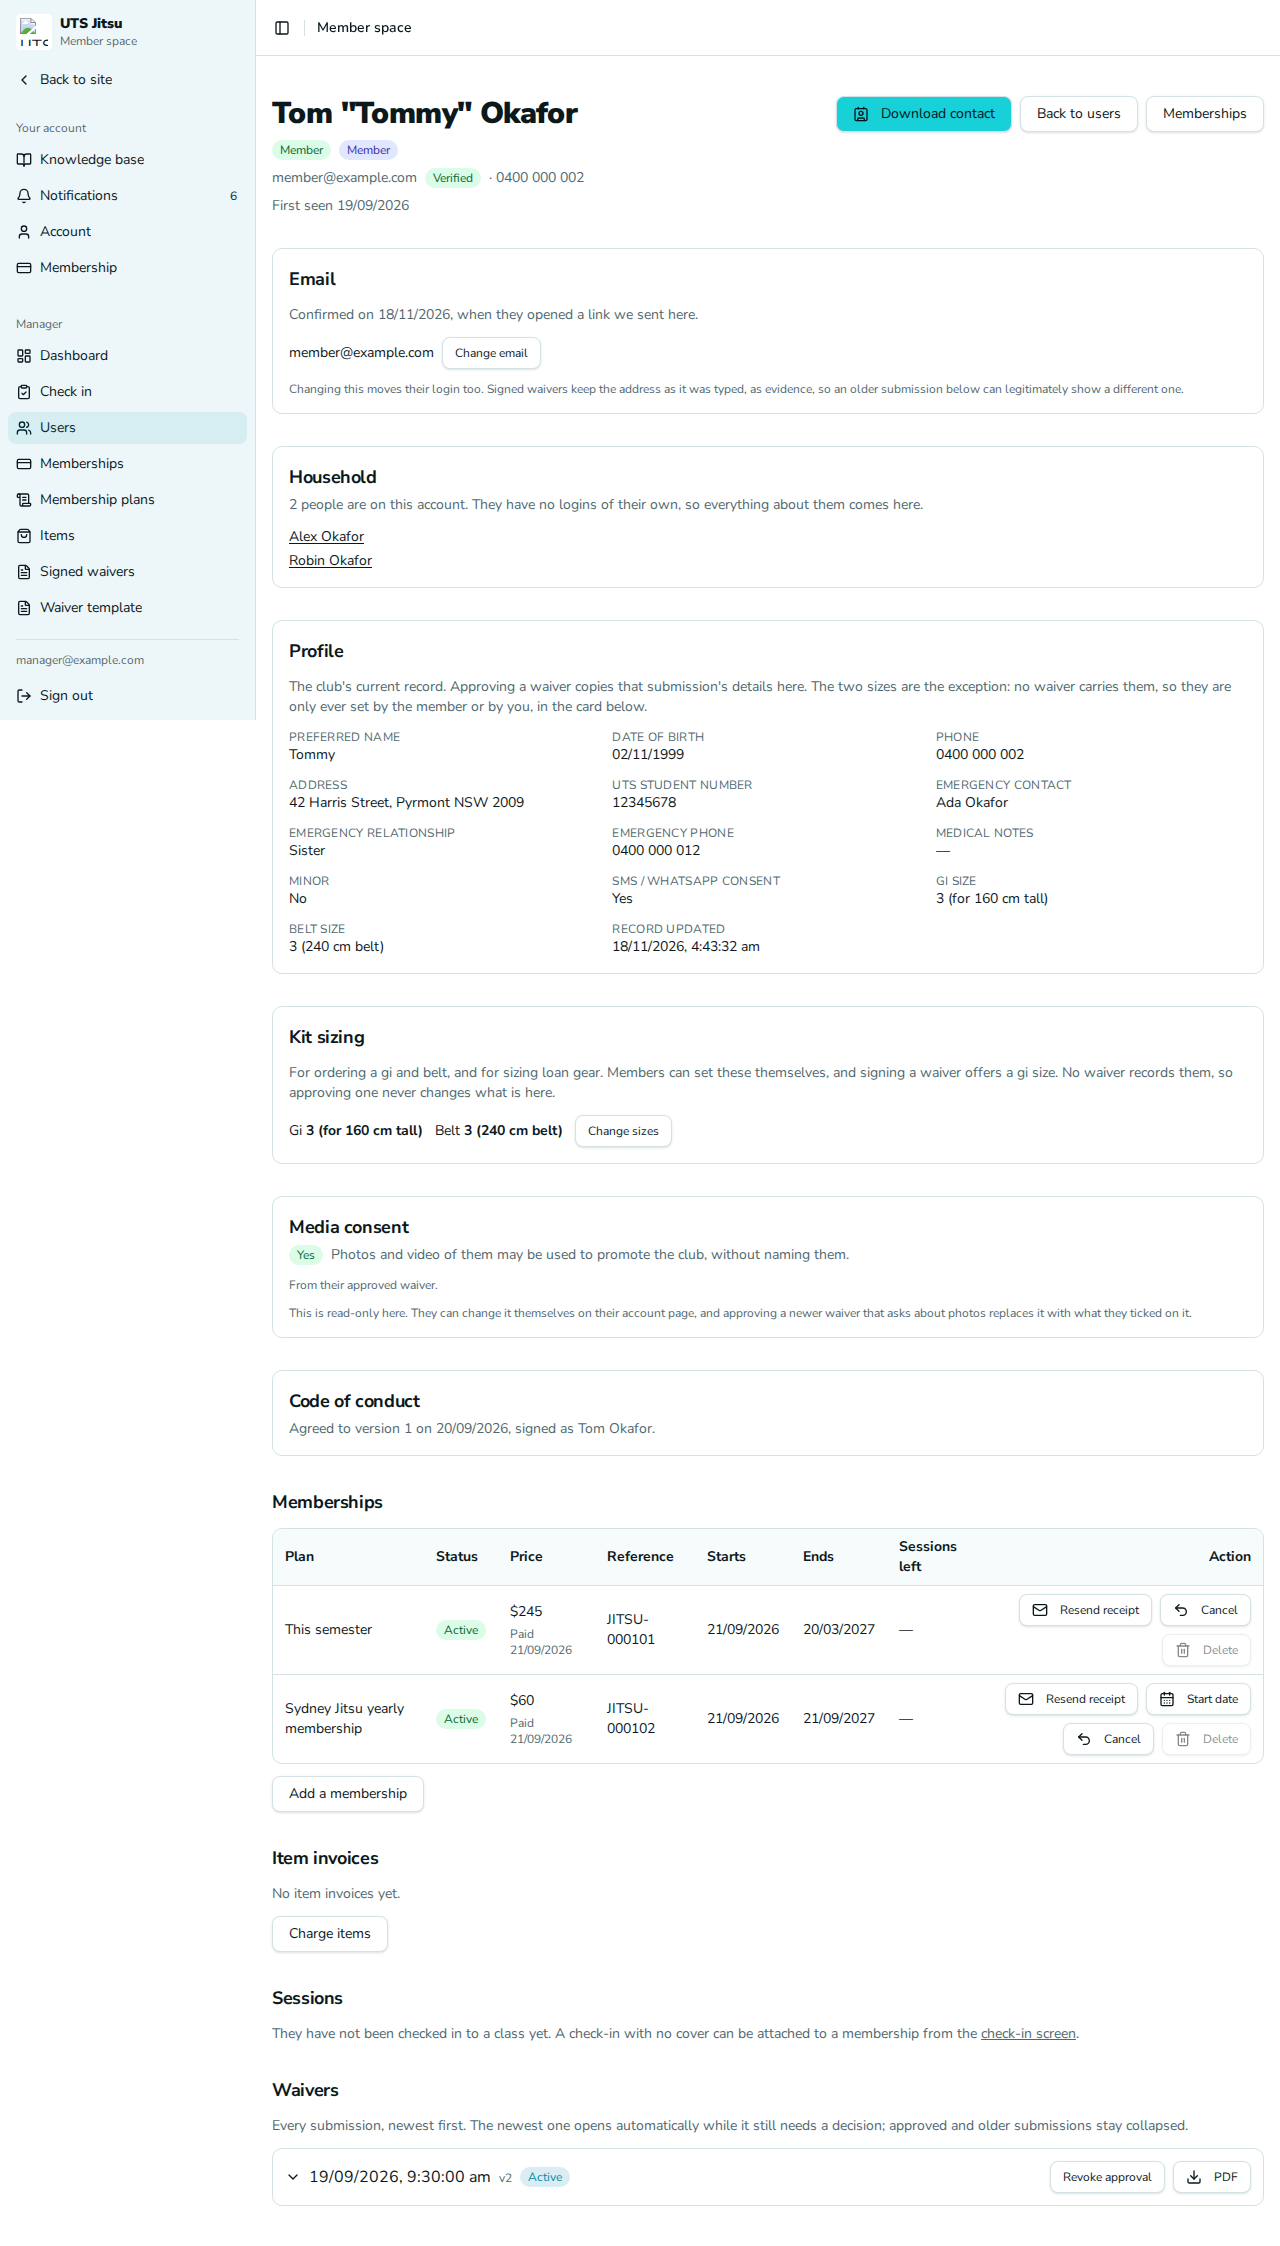 UTS Jitsu
Member space
Back to site
Your account
Knowledge base
Notifications 6
Account
Membership
Manager
Dashboard
Check in
Users
Memberships
Membership plans
Items
Signed waivers
Waiver template
manager@example.com
Sign out
Member space
Tom "Tommy" Okafor
Download contact
Back to users
Memberships
Member Member
member@example.com Verified · 0400 000 002
First seen 19/09/2026
Email
Confirmed on 18/11/2026, when they opened a link we sent here.
member@example.com Change email
Changing this moves their login too. Signed waivers keep the address as it was typed, as evidence, so an older submission below can legitimately show a different one.
Household
2 people are on this account. They have no logins of their own, so everything about them comes here.
Alex Okafor
Robin Okafor
Profile
The club's current record. Approving a waiver copies that submission's details here. The two sizes are the exception: no waiver carries them, so they are
only ever set by the member or by you, in the card below.
PREFERRED NAME DATE OF BIRTH PHONE
Tommy 02/11/1999 0400 000 002
ADDRESS UTS STUDENT NUMBER EMERGENCY CONTACT
42 Harris Street, Pyrmont NSW 2009 12345678 Ada Okafor
EMERGENCY RELATIONSHIP EMERGENCY PHONE MEDICAL NOTES
Sister 0400 000 012 —
MINOR SMS / WHATSAPP CONSENT GI SIZE
No Yes 3 (for 160 cm tall)
BELT SIZE RECORD UPDATED
3 (240 cm belt) 18/11/2026, 4:43:32 am
Kit sizing
For ordering a gi and belt, and for sizing loan gear. Members can set these themselves, and signing a waiver offers a gi size. No waiver records them, so
approving one never changes what is here.
Gi 3 (for 160 cm tall) Belt 3 (240 cm belt) Change sizes
Media consent
Yes Photos and video of them may be used to promote the club, without naming them.
From their approved waiver.
This is read-only here. They can change it themselves on their account page, and approving a newer waiver that asks about photos replaces it with what they ticked on it.
Code of conduct
Agreed to version 1 on 20/09/2026, signed as Tom Okafor.
Memberships
Plan Status Price Reference Starts Ends Sessions left Action
This semester Active $245 Paid 21/09/2026 JITSU-000101 21/09/2026 20/03/2027 — Resend receipt Cancel Delete
Sydney Jitsu yearly membership Active $60 Paid 21/09/2026 JITSU-000102 21/09/2026 21/09/2027 — Resend receipt Start date Cancel Delete
Add a membership
Item invoices
No item invoices yet.
Charge items
Sessions
They have not been checked in to a class yet. A check-in with no cover can be attached to a membership from the check-in screen.
Waivers
Every submission, newest first. The newest one opens automatically while it still needs a decision; approved and older submissions stay collapsed.
19/09/2026, 9:30:00 am v2 Active Revoke approval PDF